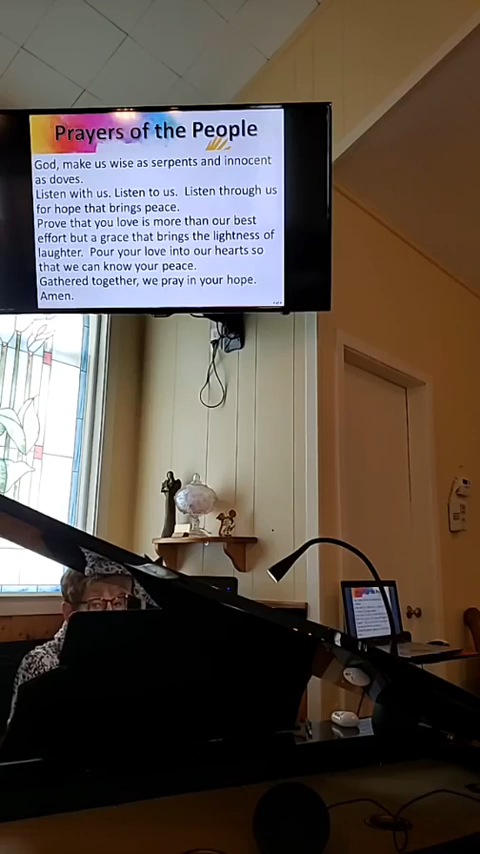 Prayers of the People
God, make us wise as serpents and innocent
as doves.
Listen with us. Listen to us. Listen through us
for hope that brings peace.
Prove that you love is more than our best
effort but a grace that brings the lightness of
laughter. Pour your love into our hearts so
that we can know your peace.
Gathered together, we pray in your hope.
Amen.